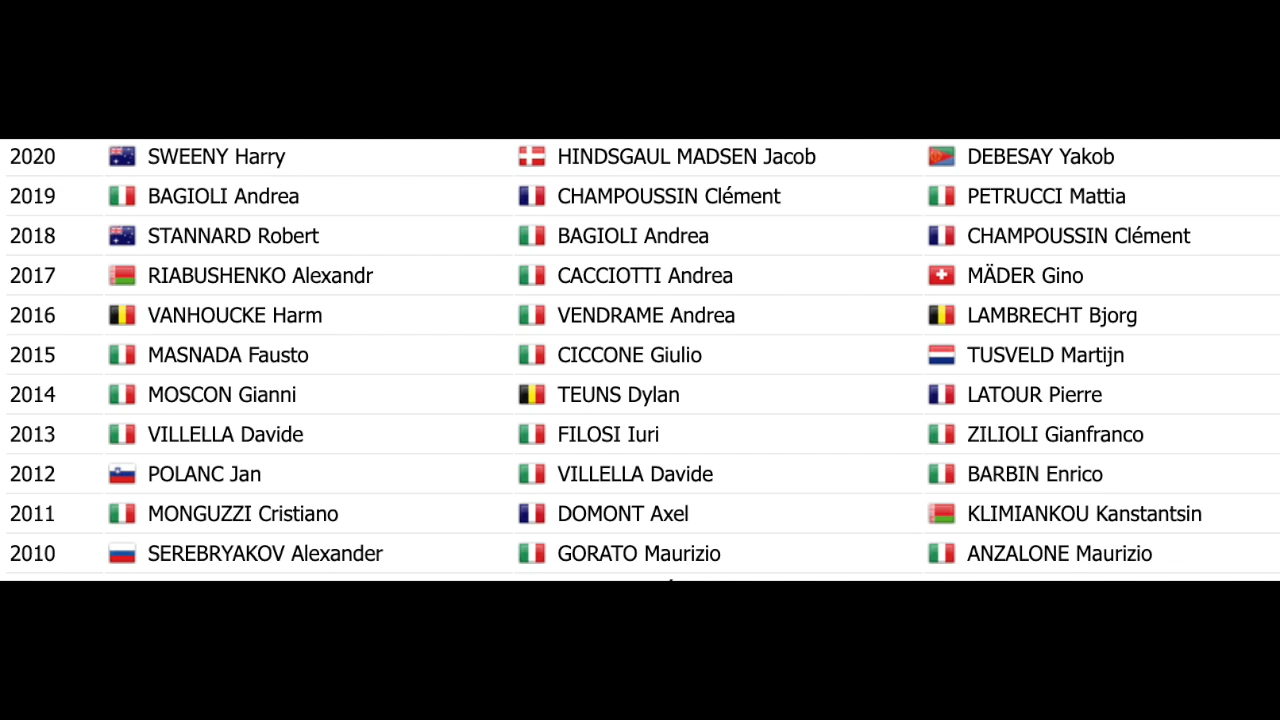 2020 SWEENY Harry HINDSGAUL MADSEN Jacob DEBESAY Yakob
2019 BAGIOLI Andrea CHAMPOUSSIN Clément PETRUCCI Mattia
2018 STANNARD Robert BAGIOLI Andrea CHAMPOUSSIN Clément
2017 RIABUSHENKO Alexandr CACCIOTTI Andrea MÄDER Gino
2016 VANHOUCKE Harm VENDRAME Andrea LAMBRECHT Bjorg
2015 MASNADA Fausto CICCONE Giulio TUSVELD Martijn
2014 MOSCON Gianni TEUNS Dylan LATOUR Pierre
2013 VILLELLA Davide FILOSI Iuri ZILIOLI Gianfranco
2012 POLANC Jan VILLELLA Davide BARBIN Enrico
2011 MONGUZZI Cristiano DOMONT Axel KLIMIANKOU Kanstantsin
2010 SEREBRYAKOV Alexander GORATO Maurizio ANZALONE Maurizio